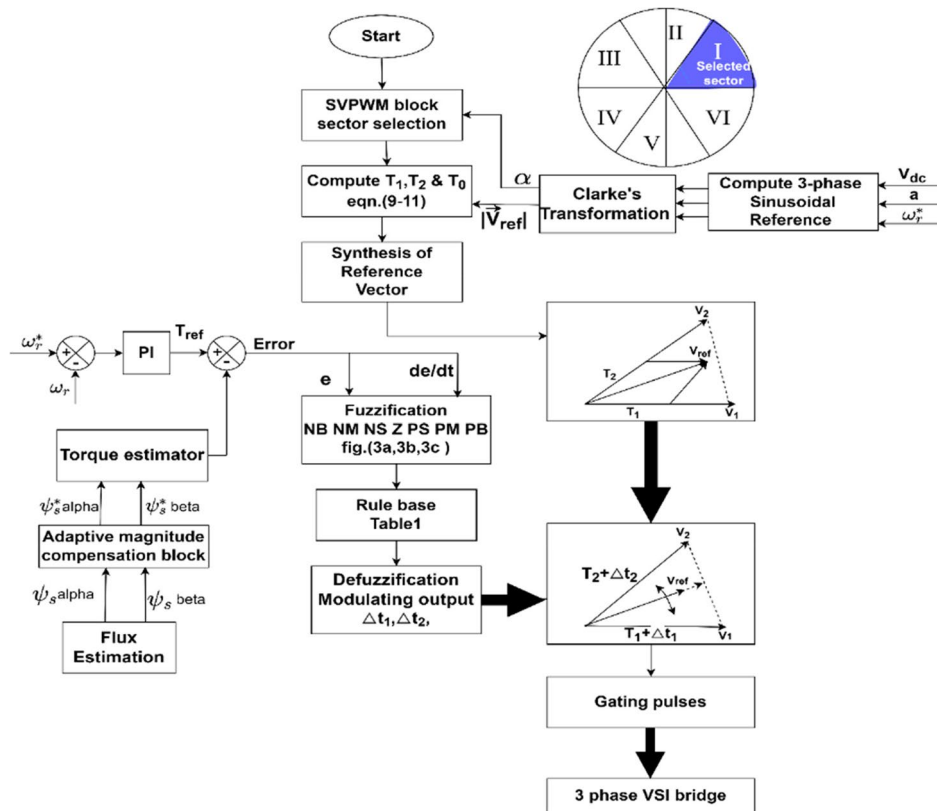 Start
II
I
Selected
sector
III
IV
V
VI
SVPWM block
sector selection
α
Compute T₁,T₂ & T₀
eqn.(9-11)
|V⃗ref|
Clarke's
Transformation
Compute 3-phase
Sinusoidal
Reference
Vdc
a
ωr*
Synthesis of
Reference
Vector
ωr*
+
-
ωr
PI
Tref
+
-
Error
e
de/dt
Fuzzification
NB NM NS Z PS PM PB
fig.(3a,3b,3c )
Rule base
Table1
Defuzzification
Modulating output
△t₁,△t₂,
Torque estimator
ψs* alpha
ψs* beta
Adaptive magnitude
compensation block
ψs alpha
ψs beta
Flux
Estimation
V₂
Vref
T₂
T₁
V₁
V₂
T₂+△t₂
Vref
T₁+△t₁
V₁
Gating pulses
3 phase VSI bridge